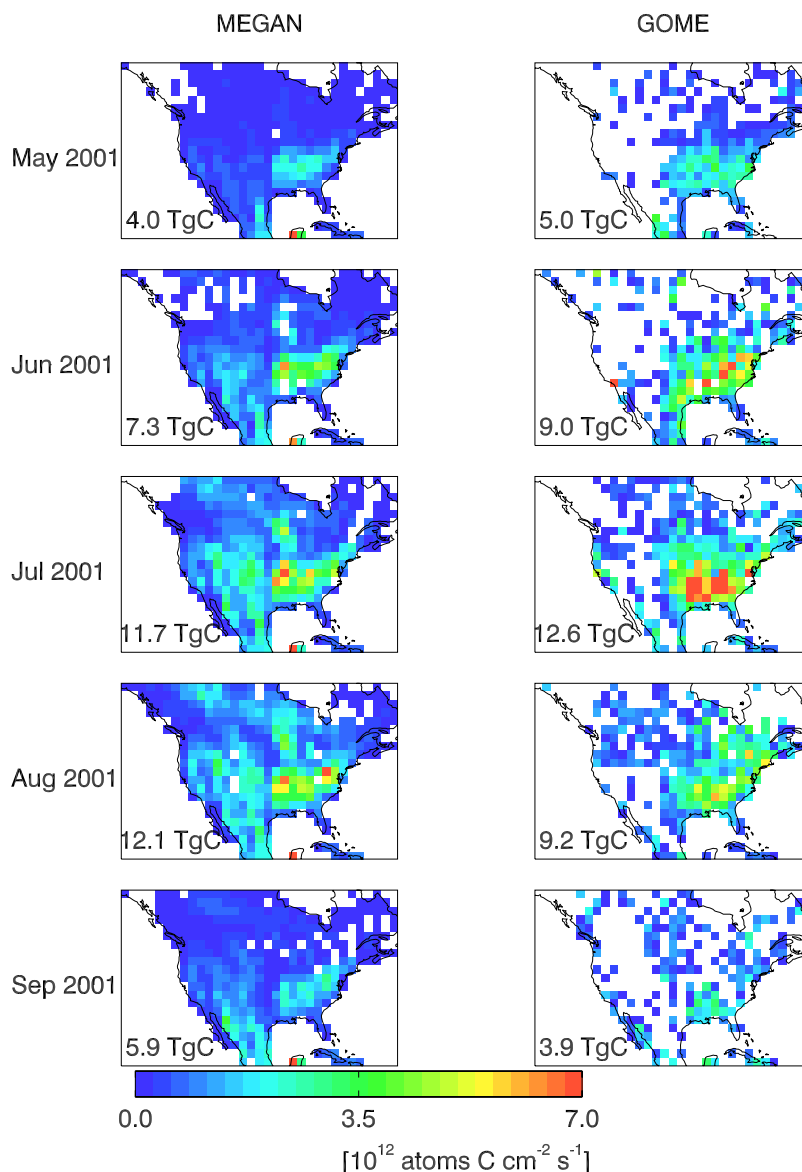 MEGAN GOME
May 2001
4.0 TgC 5.0 TgC
Jun 2001
7.3 TgC 9.0 TgC
Jul 2001
11.7 TgC 12.6 TgC
Aug 2001
12.1 TgC 9.2 TgC
Sep 2001
5.9 TgC 3.9 TgC
0.0 3.5 7.0
[10¹² atoms C cm⁻² s⁻¹]